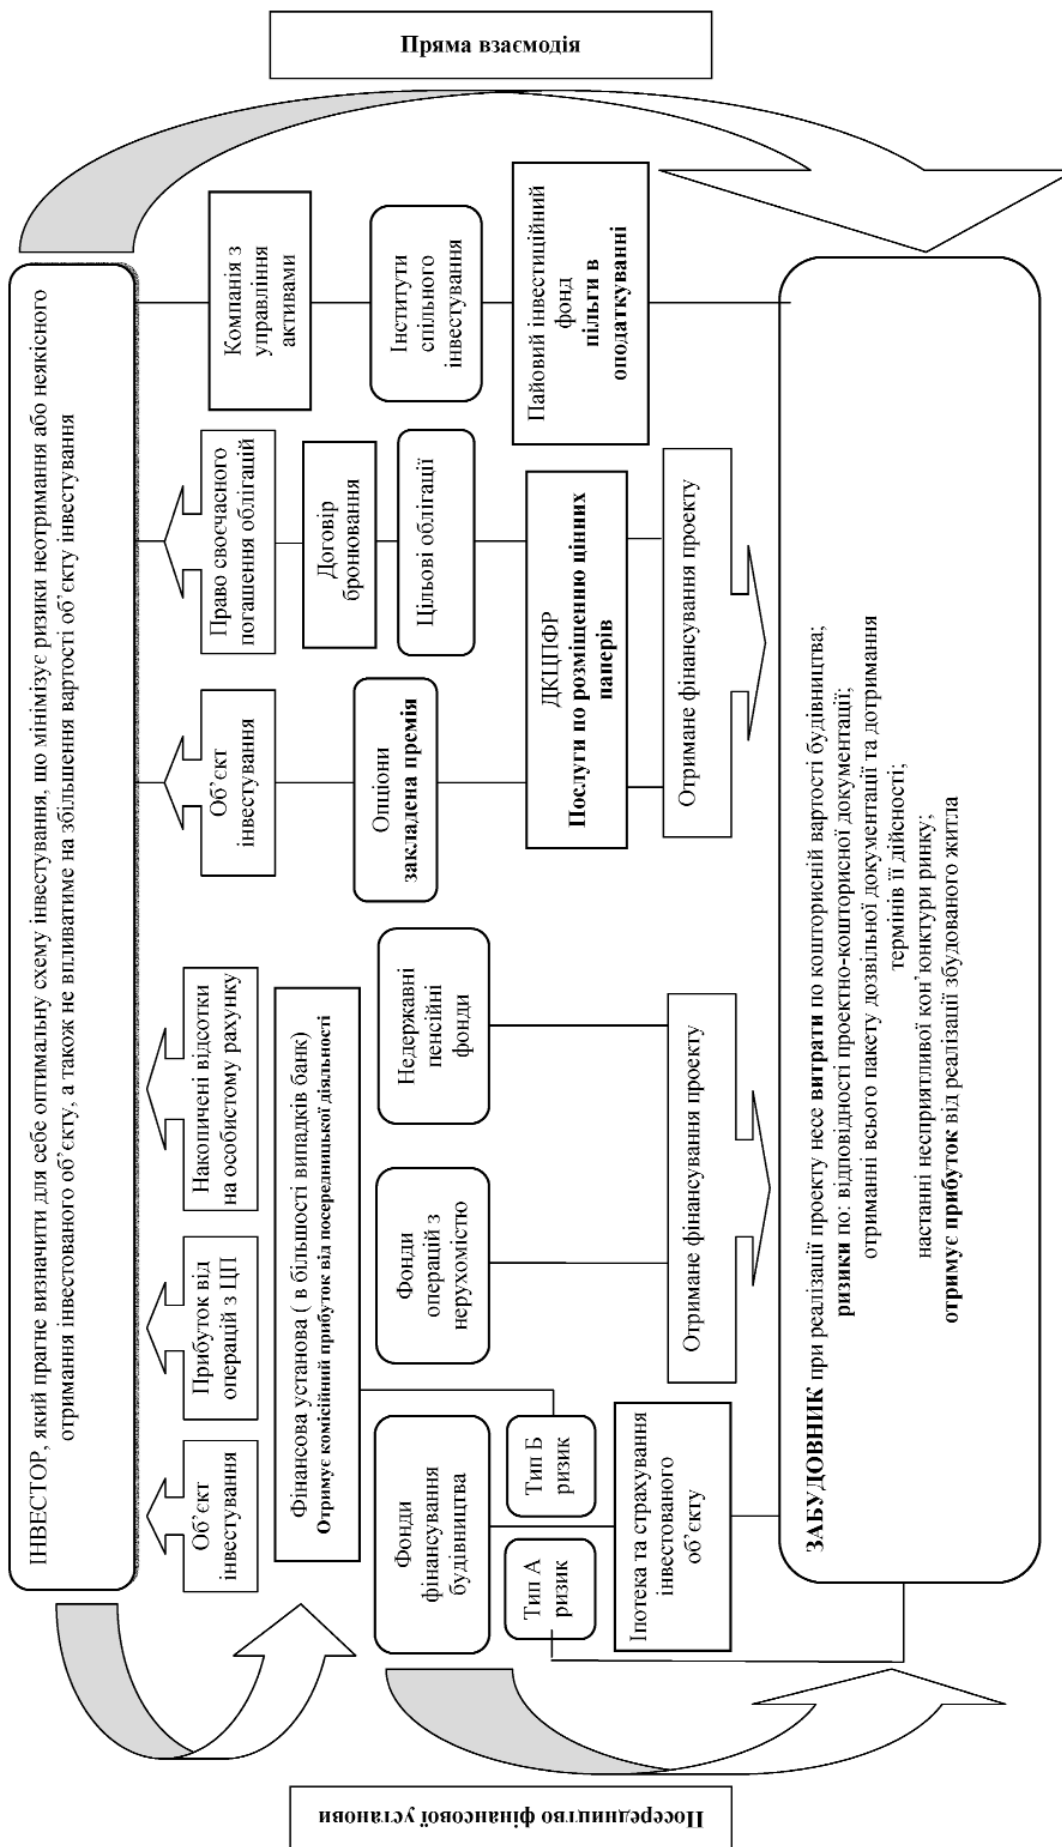 Пряма взаємодія
ІНВЕСТОР, який прагне визначити для себе оптимальну схему інвестування, що мінімізує ризики неотримання або неякісного
отримання інвестованого об’єкту, а також не впливатиме на збільшення вартості об’єкту інвестування
Об’єкт
інвестування
Прибуток від
операцій з ЦП
Накопичені відсотки
на особистому рахунку
Об’єкт
інвестування
Право своєчасного
погашення облігацій
Компанія з
управління
активами
Фінансова установа ( в більшості випадків банк)
Отримує комісійний прибуток від посередницької діяльності
Договір
бронювання
Фонди
фінансування
будівництва
Фонди
операцій з
нерухомістю
Недержавні
пенсійні
фонди
Опціони
закладена премія
Цільові облігації
Інститути
спільного
інвестування
Тип А
ризик
Тип Б
ризик
ДКЦПФР
Послуги по розміщенню цінних
паперів
Пайовий інвестиційний
фонд
пільги в
оподаткуванні
Іпотека та страхування
інвестованого
об’єкту
Отримане фінансування проекту
Отримане фінансування проекту
ЗАБУДОВНИК при реалізації проекту несе витрати по кошторисній вартості будівництва;
ризики по: відповідності проектно-кошторисної документації;
отриманні всього пакету дозвільної документації та дотримання
термінів її дійсності;
настанні несприятливої кон’юнктури ринку;
отримує прибуток від реалізації збудованого житла
Посередництво фінансової установи